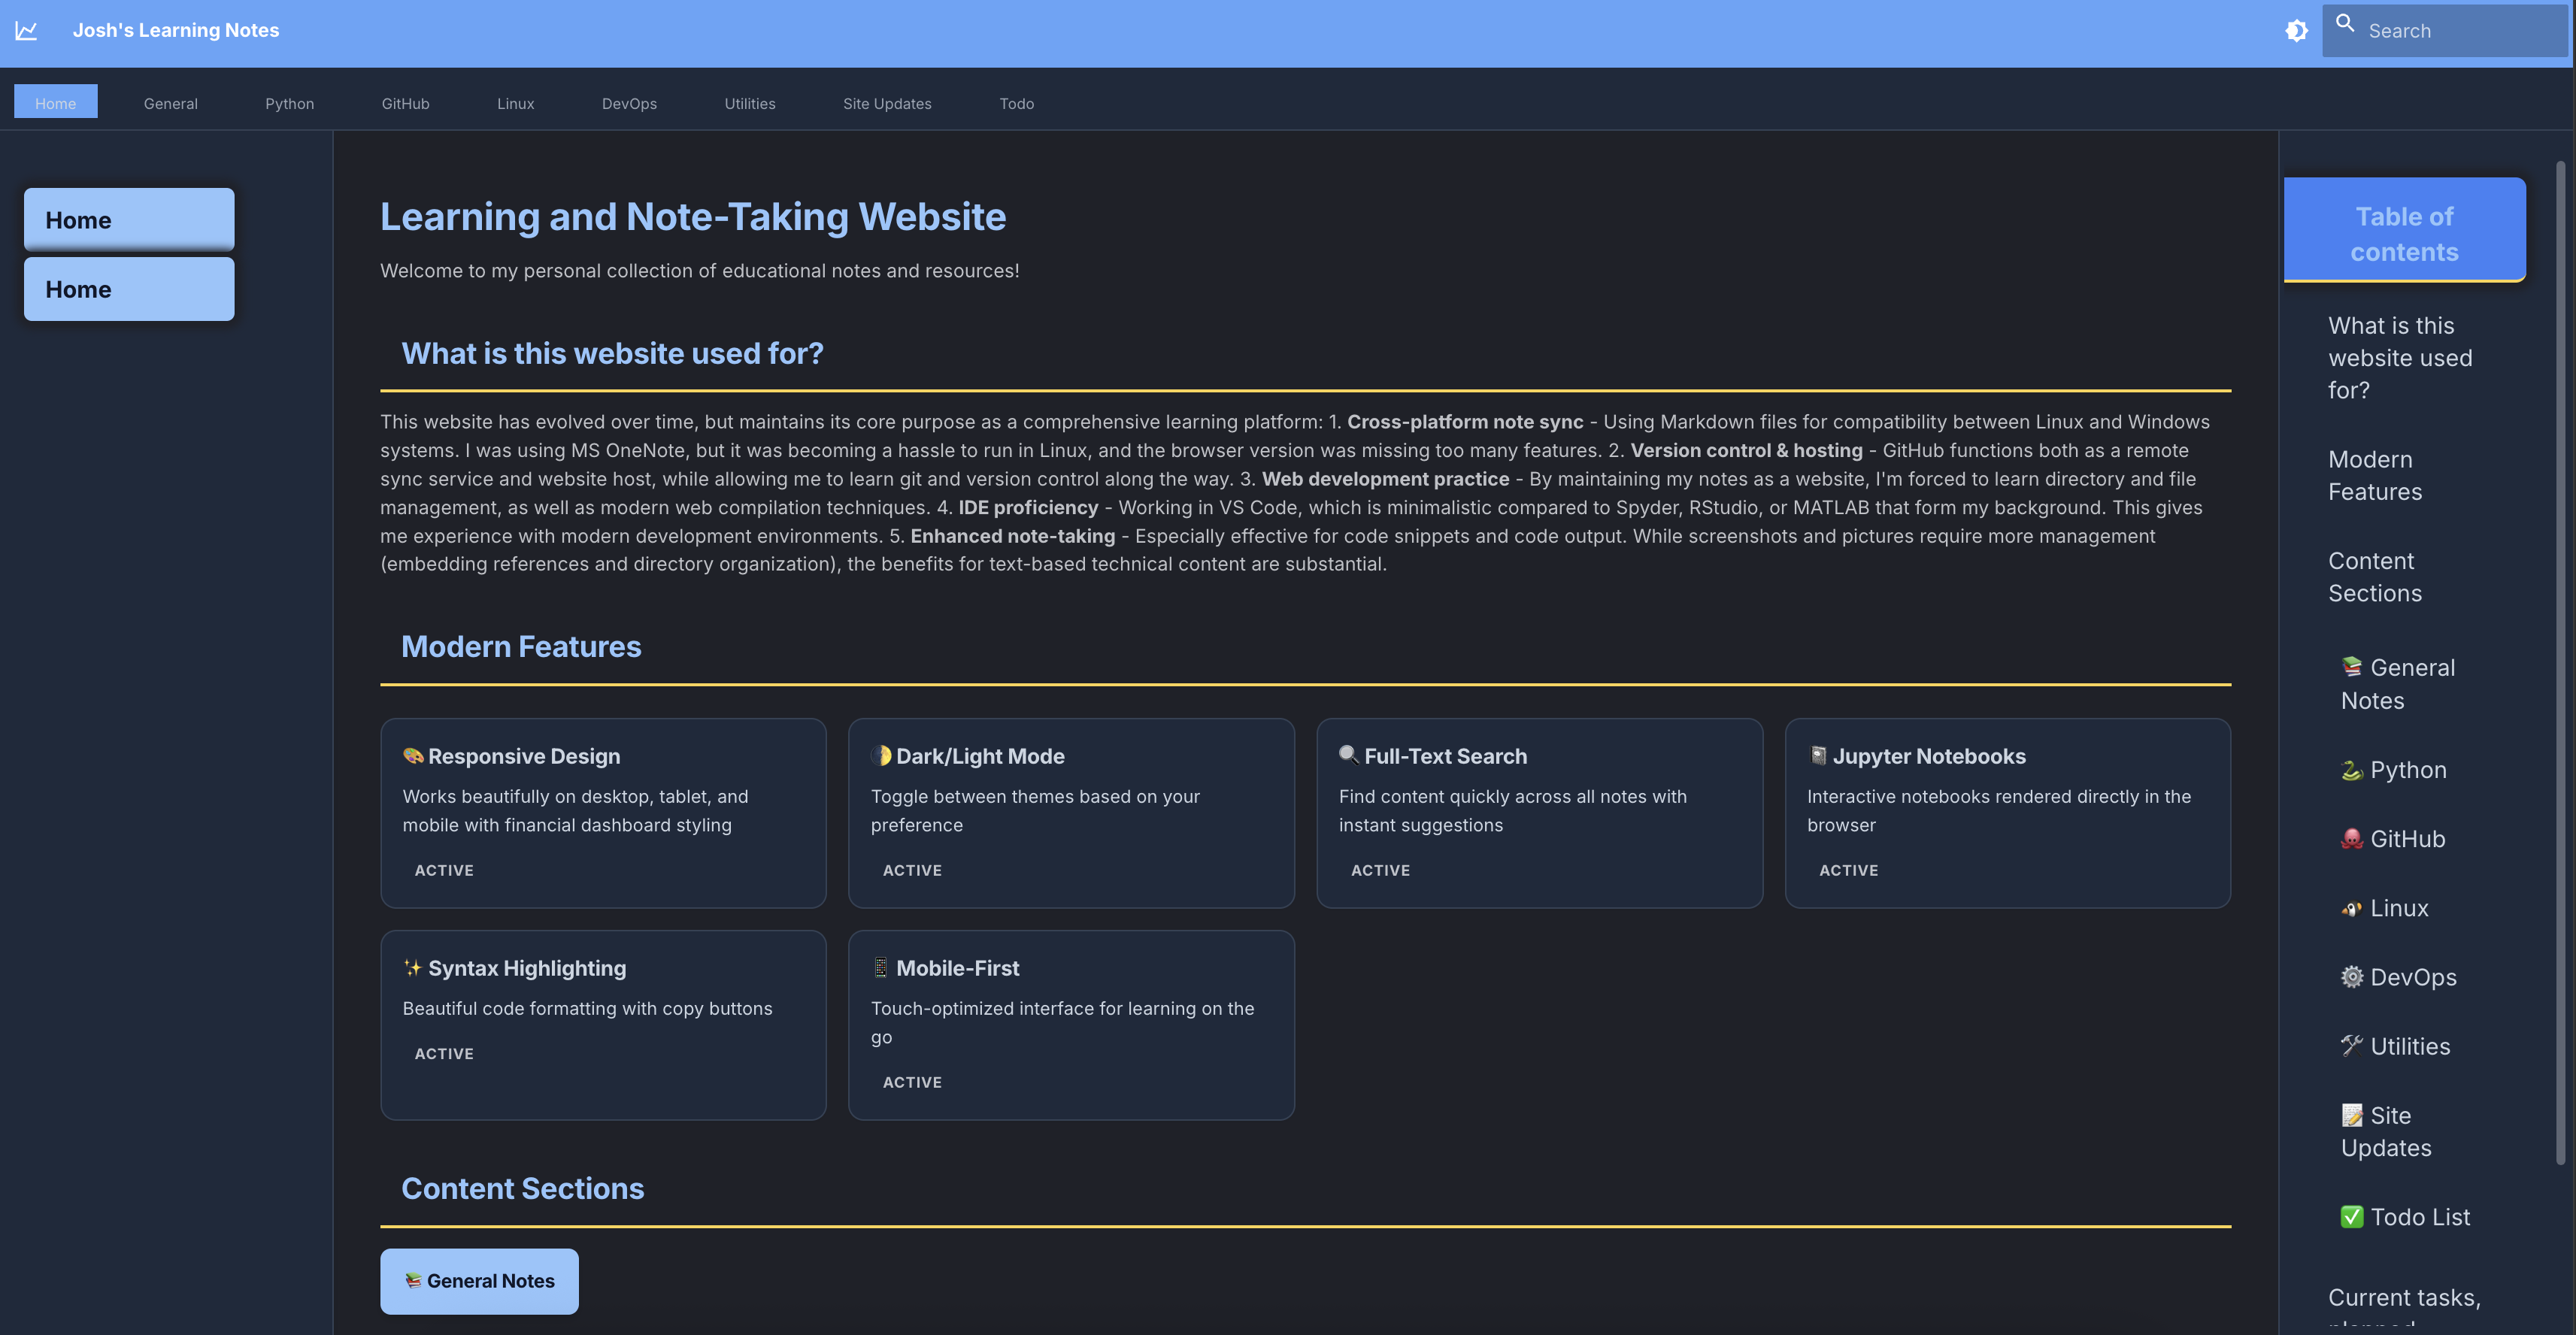 Josh's Learning Notes
Search
Home
General
Python
GitHub
Linux
DevOps
Utilities
Site Updates
Todo
Home
Home
Learning and Note-Taking Website
Welcome to my personal collection of educational notes and resources!
What is this website used for?
This website has evolved over time, but maintains its core purpose as a comprehensive learning platform: 1. Cross-platform note sync - Using Markdown files for compatibility between Linux and Windows
systems. I was using MS OneNote, but it was becoming a hassle to run in Linux, and the browser version was missing too many features. 2. Version control & hosting - GitHub functions both as a remote
sync service and website host, while allowing me to learn git and version control along the way. 3. Web development practice - By maintaining my notes as a website, I'm forced to learn directory and file
management, as well as modern web compilation techniques. 4. IDE proficiency - Working in VS Code, which is minimalistic compared to Spyder, RStudio, or MATLAB that form my background. This gives
me experience with modern development environments. 5. Enhanced note-taking - Especially effective for code snippets and code output. While screenshots and pictures require more management
(embedding references and directory organization), the benefits for text-based technical content are substantial.
Modern Features
Responsive Design
Works beautifully on desktop, tablet, and
mobile with financial dashboard styling
ACTIVE
Dark/Light Mode
Toggle between themes based on your
preference
ACTIVE
Full-Text Search
Find content quickly across all notes with
instant suggestions
ACTIVE
Jupyter Notebooks
Interactive notebooks rendered directly in the
browser
ACTIVE
Syntax Highlighting
Beautiful code formatting with copy buttons
ACTIVE
Mobile-First
Touch-optimized interface for learning on the
go
ACTIVE
Content Sections
General Notes
Table of
contents
What is this
website used
for?
Modern
Features
Content
Sections
General
Notes
Python
GitHub
Linux
DevOps
Utilities
Site
Updates
Todo List
Current tasks,